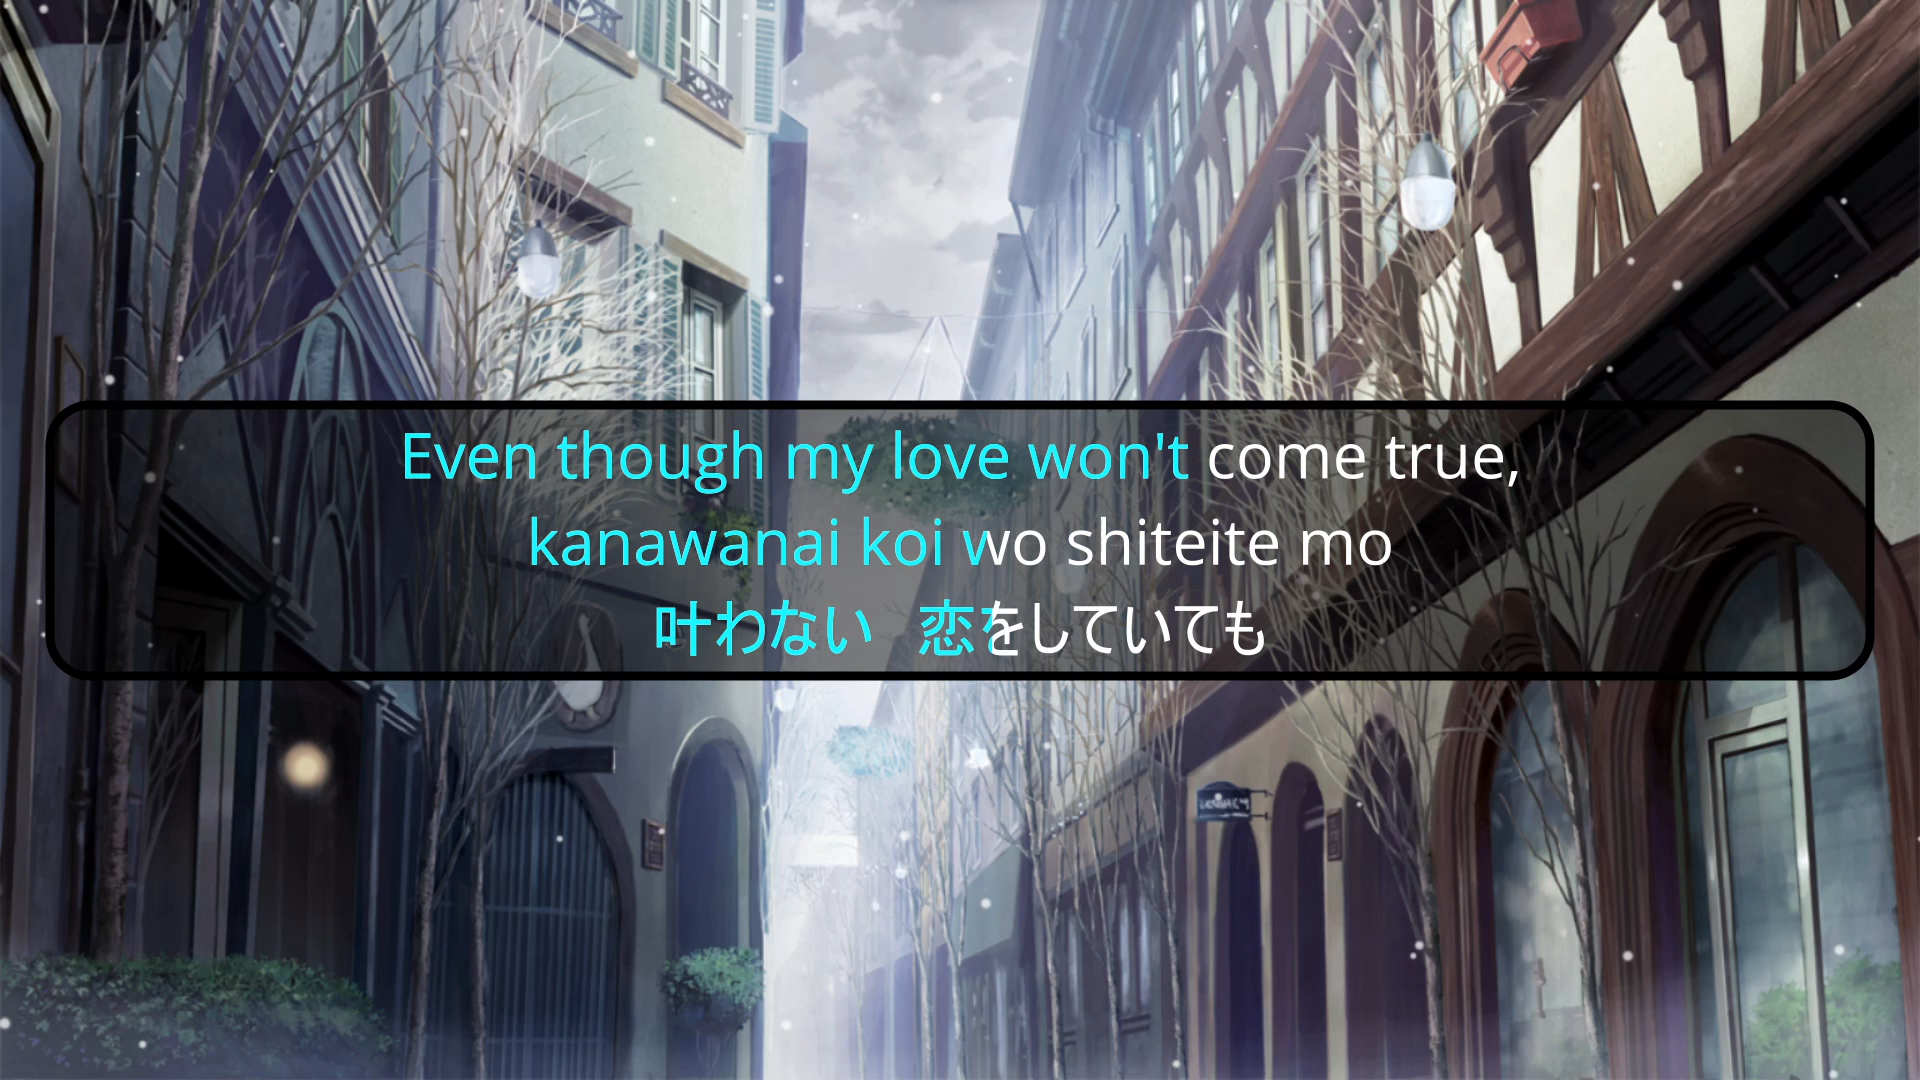 Even though my love won't come true,
kanawanai koi wo shiteite mo
叶わない 恋をしていても